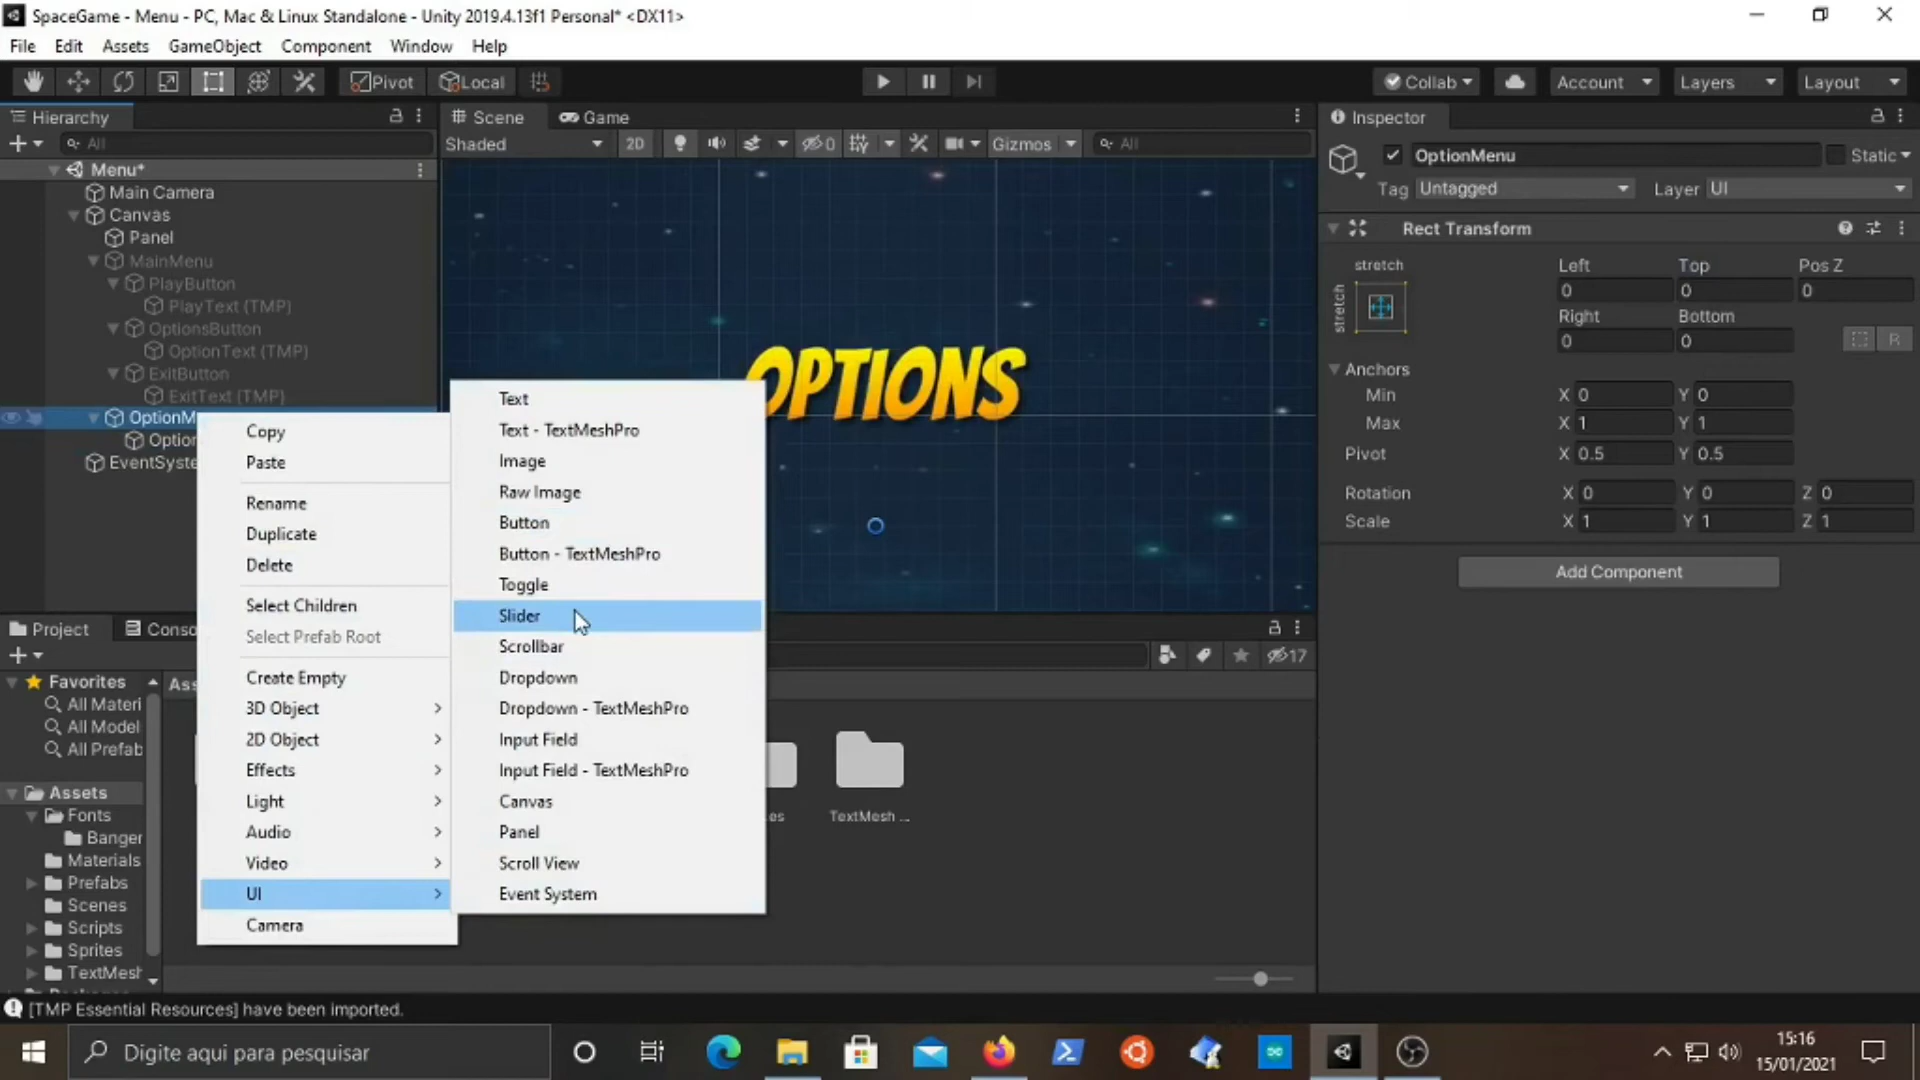 SpaceGame - Menu - PC, Mac & Linux Standalone - Unity 2019.4.13f1 Personal* <DX11>
File Edit Assets GameObject Component Window Help
Pivot Local Collab Account Layers Layout
Hierarchy
All
Menu*
Main Camera
Canvas
Panel
MainMenu
PlayButton
PlayText (TMP)
OptionsButton
OptionText (TMP)
ExitButton
ExitText (TMP)
OptionM
Option
EventSyste
Scene Game
Shaded 2D 0 Gizmos All
OPTIONS
Copy
Paste
Rename
Duplicate
Delete
Select Children
Select Prefab Root
Create Empty
3D Object
2D Object
Effects
Light
Audio
Video
UI
Camera
Text
Text - TextMeshPro
Image
Raw Image
Button
Button - TextMeshPro
Toggle
Slider
Scrollbar
Dropdown
Dropdown - TextMeshPro
Input Field
Input Field - TextMeshPro
Canvas
Panel
Scroll View
Event System
Inspector
OptionMenu Static
Tag Untagged Layer UI
Rect Transform
stretch Left Top Pos Z
stretch 0 0 0
Right Bottom
0 0 R
Anchors
Min X 0 Y 0
Max X 1 Y 1
Pivot X 0.5 Y 0.5
Rotation X 0 Y 0 Z 0
Scale X 1 Y 1 Z 1
Add Component
Project Conso
17
Favorites
All Materi
All Model
All Prefab
Assets
Fonts
Banger
Materials
Prefabs
Scenes
Scripts
Sprites
TextMesh
Ass
es TextMesh ...
[TMP Essential Resources] have been imported.
Digite aqui para pesquisar
15:16
15/01/2021